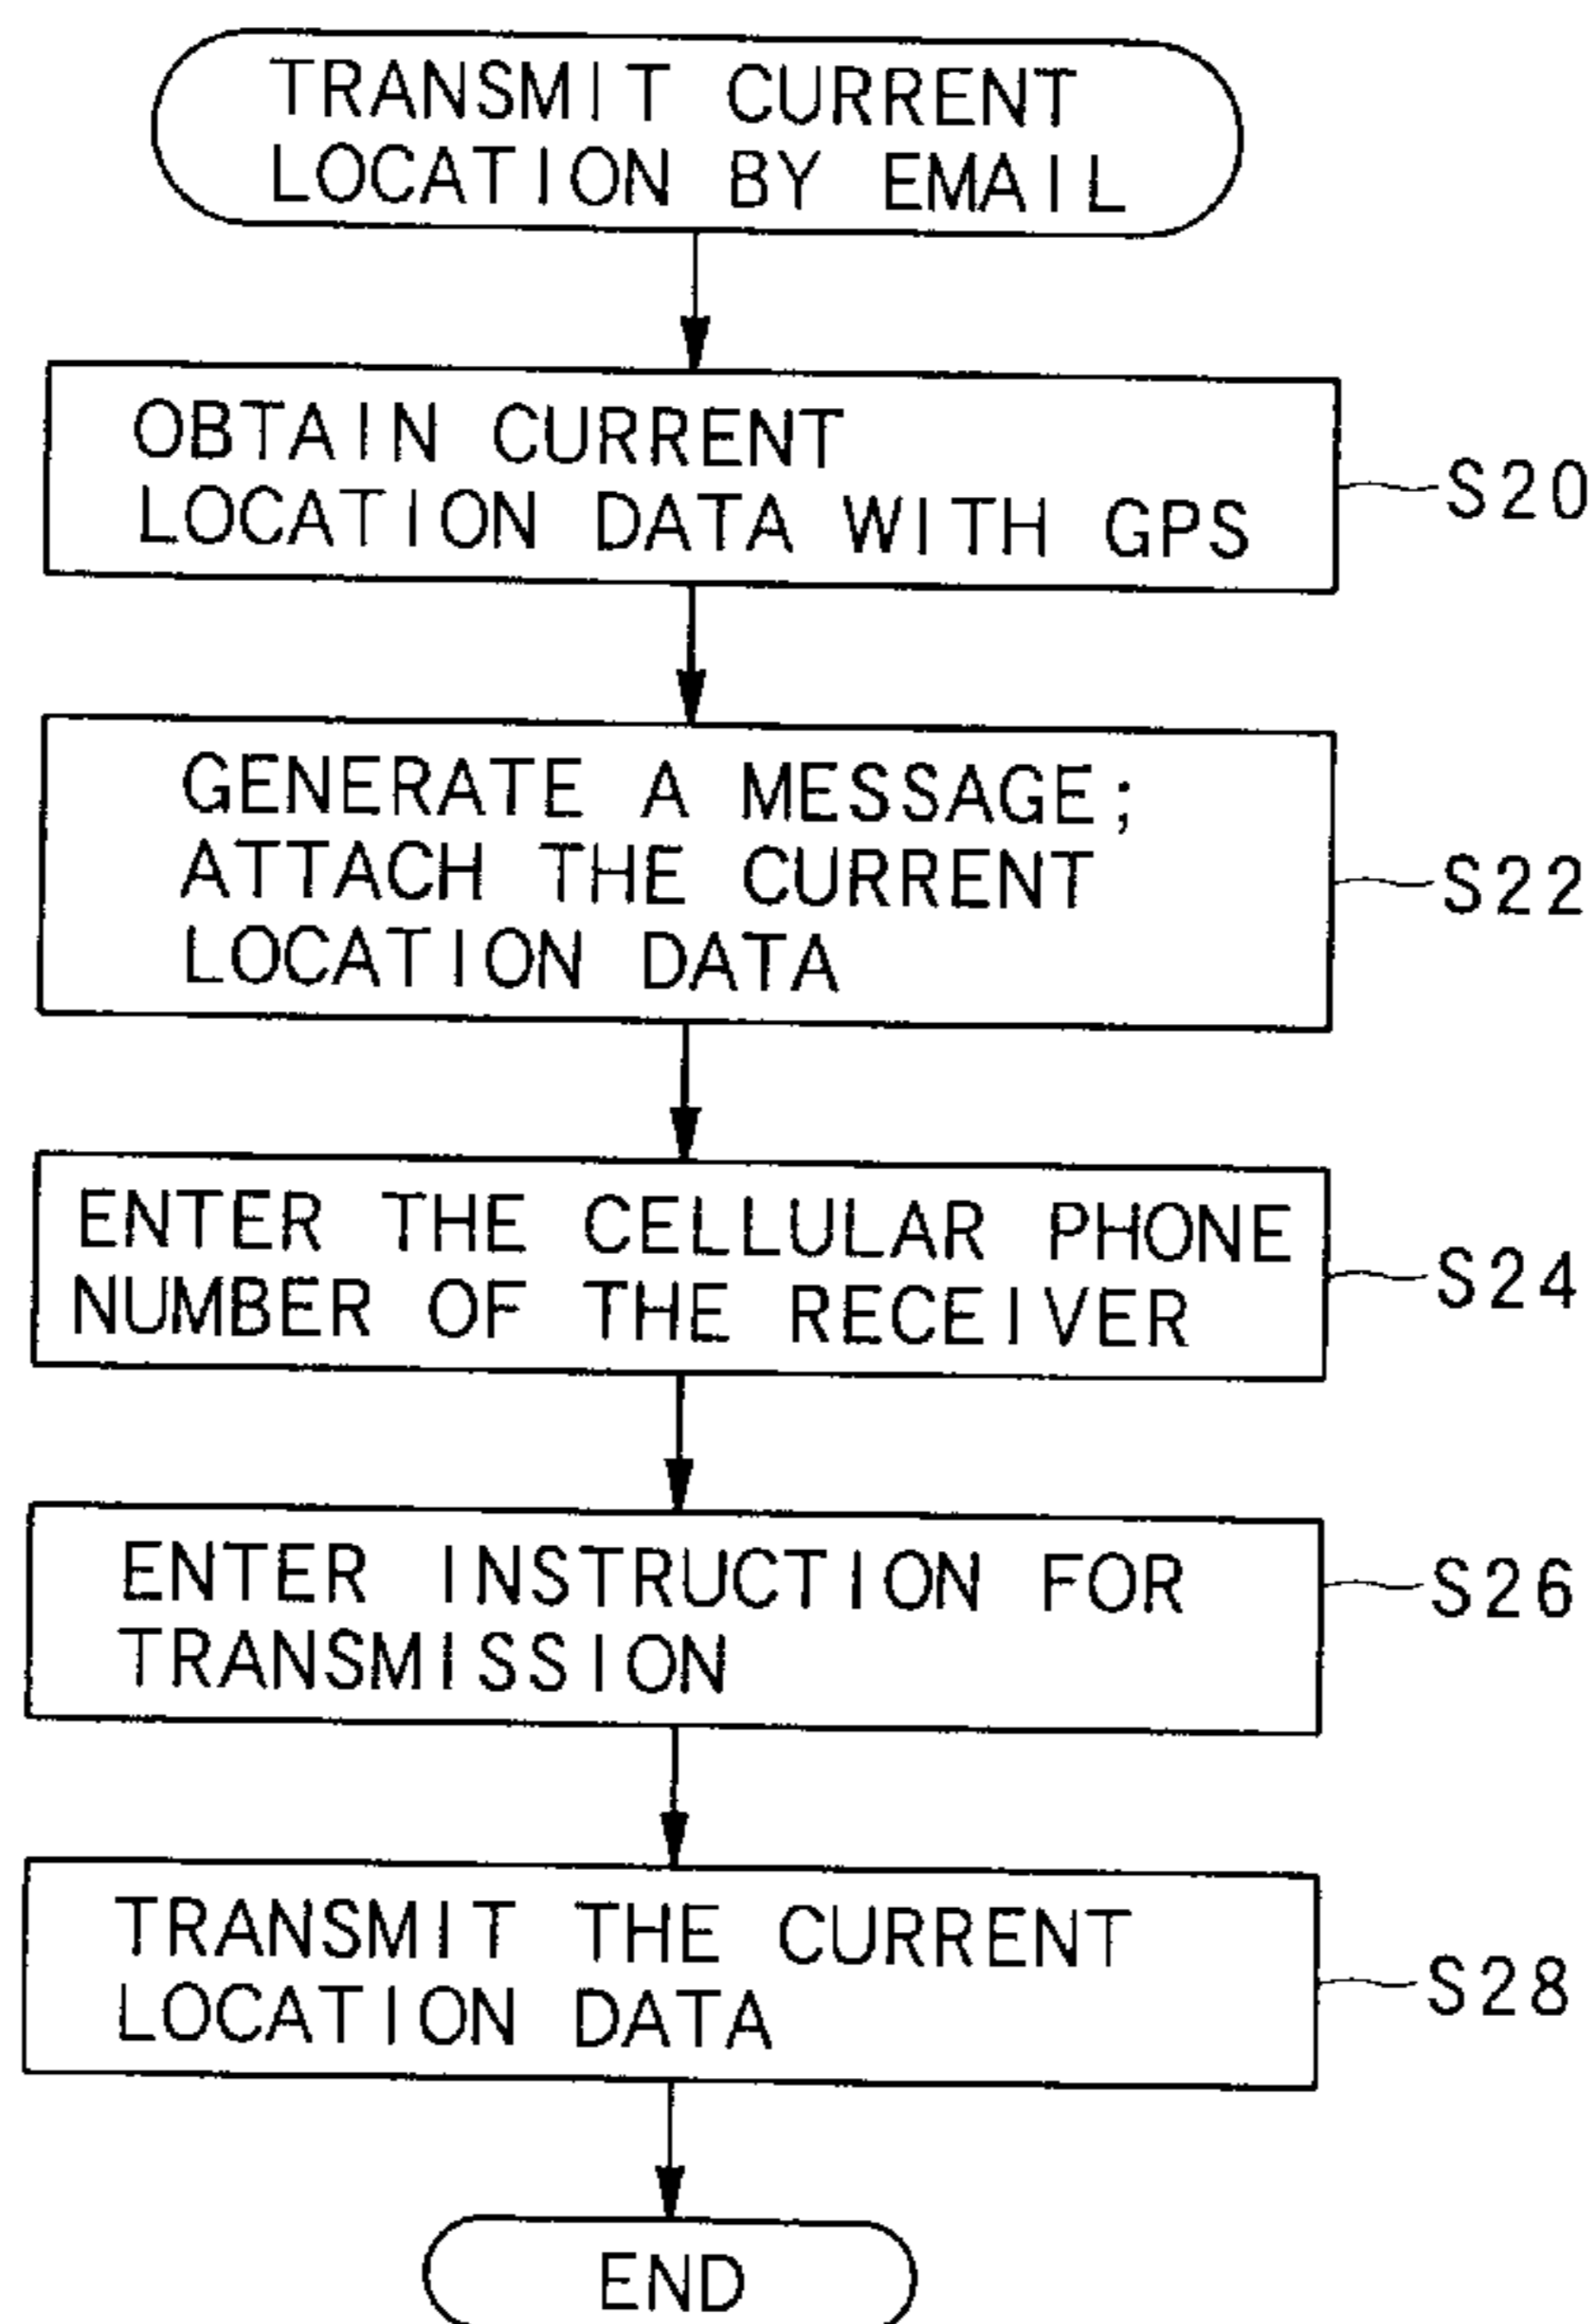 TRANSMIT CURRENT
LOCATION BY EMAIL
OBTAIN CURRENT
LOCATION DATA WITH GPS
S20
GENERATE A MESSAGE;
ATTACH THE CURRENT
LOCATION DATA
S22
ENTER THE CELLULAR PHONE
NUMBER OF THE RECEIVER
S24
ENTER INSTRUCTION FOR
TRANSMISSION
S26
TRANSMIT THE CURRENT
LOCATION DATA
S28
END